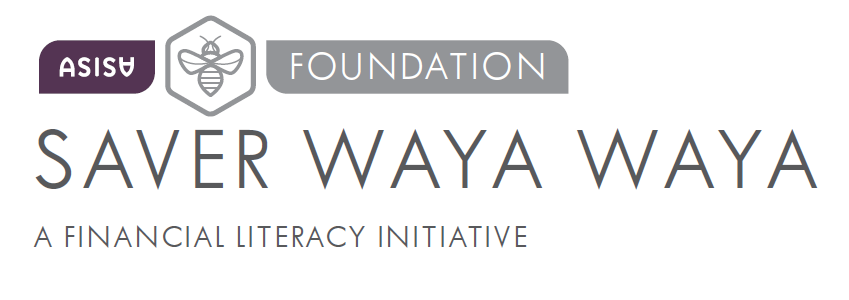 ASISA FOUNDATION
SAVER WAYA WAYA
A FINANCIAL LITERACY INITIATIVE